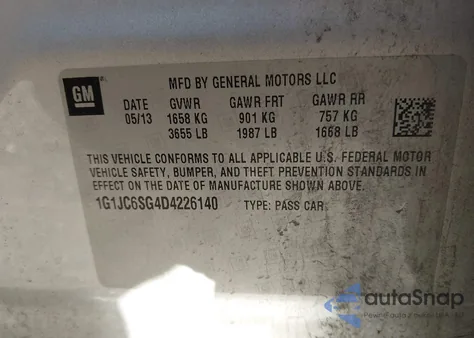 GM
MFD BY GENERAL MOTORS LLC
DATE GVWR GAWR FRT GAWR RR
05/13 1658 KG 901 KG 757 KG
3655 LB 1987 LB 1668 LB
THIS VEHICLE CONFORMS TO ALL APPLICABLE U.S. FEDERAL MOTOR
VEHICLE SAFETY, BUMPER, AND THEFT PREVENTION STANDARDS IN
EFFECT ON THE DATE OF MANUFACTURE SHOWN ABOVE.
1G1JC6SG4D4226140 TYPE: PASS CAR
autoSnap